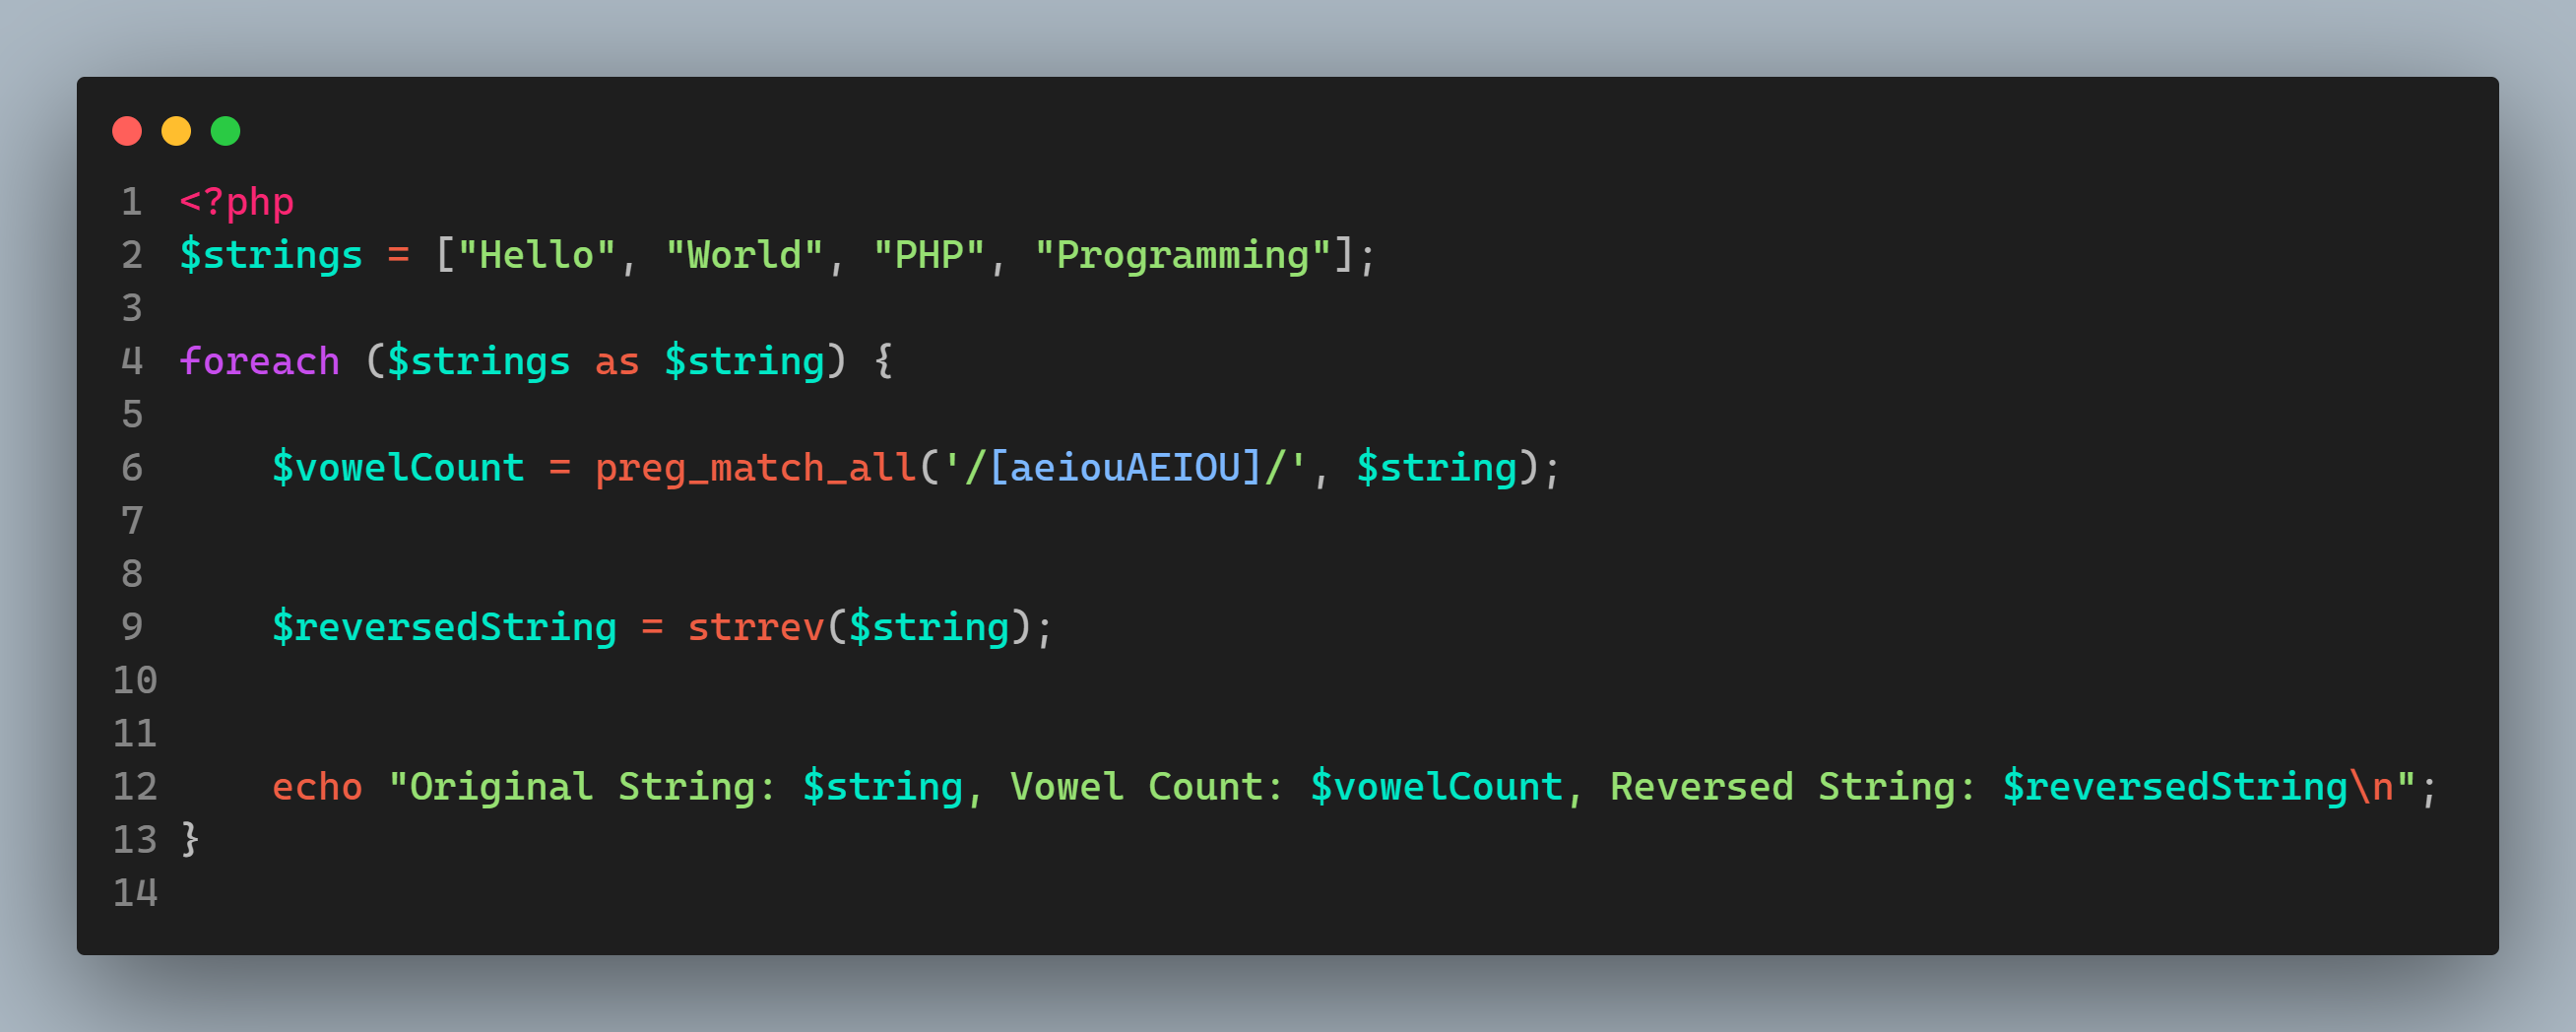 1 <?php
2 $strings = ["Hello", "World", "PHP", "Programming"];
3
4 foreach ($strings as $string) {
5
6     $vowelCount = preg_match_all('/[aeiouAEIOU]/', $string);
7
8
9     $reversedString = strrev($string);
10
11
12     echo "Original String: $string, Vowel Count: $vowelCount, Reversed String: $reversedString\n";
13 }
14